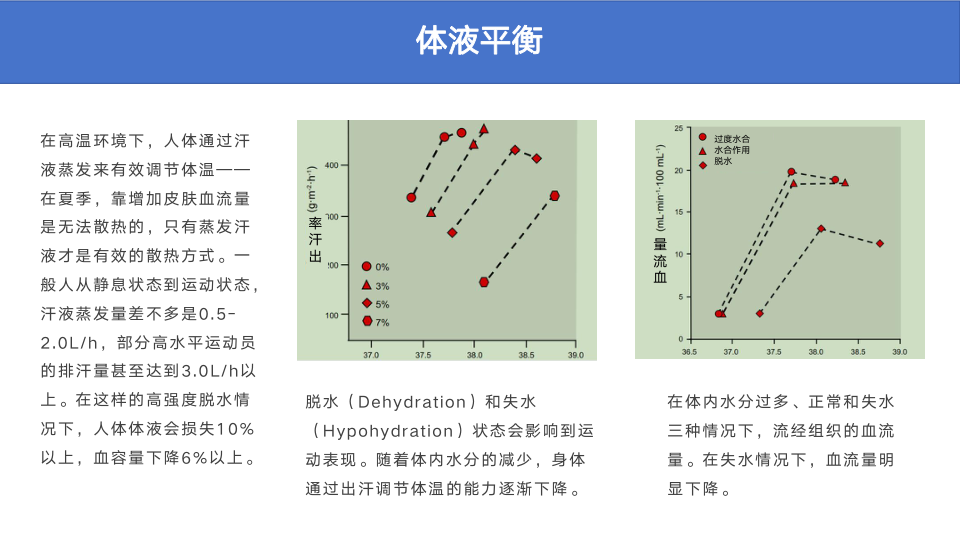 体液平衡
在高温环境下，人体通过汗
液蒸发来有效调节体温——
在夏季，靠增加皮肤血流量
是无法散热的，只有蒸发汗
液才是有效的散热方式。一
般人从静息状态到运动状态，
汗液蒸发量差不多是0.5-
2.0L/h，部分高水平运动员
的排汗量甚至达到3.0L/h以
上。在这样的高强度脱水情
况下，人体体液会损失10%
以上，血容量下降6%以上。
出汗率 (g·m⁻²·h⁻¹)
400
300
200
100
0%
3%
5%
7%
37.0 37.5 38.0 38.5 39.0
脱水（Dehydration）和失水
（Hypohydration）状态会影响到运
动表现。随着体内水分的减少，身体
通过出汗调节体温的能力逐渐下降。
血流量 (mL·min⁻¹·100 mL⁻¹)
25
20
15
10
5
0
过度水合
水合作用
脱水
36.5 37.0 37.5 38.0 38.5 39.0
在体内水分过多、正常和失水
三种情况下，流经组织的血流
量。在失水情况下，血流量明
显下降。